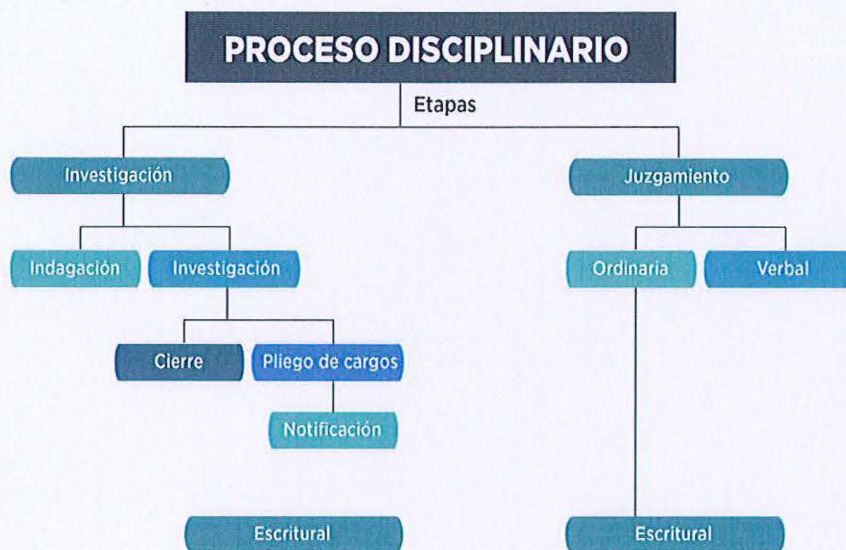 PROCESO DISCIPLINARIO
Etapas
Investigación
Juzgamiento
Indagación
Investigación
Ordinaria
Verbal
Cierre
Pliego de cargos
Notificación
Escritural
Escritural